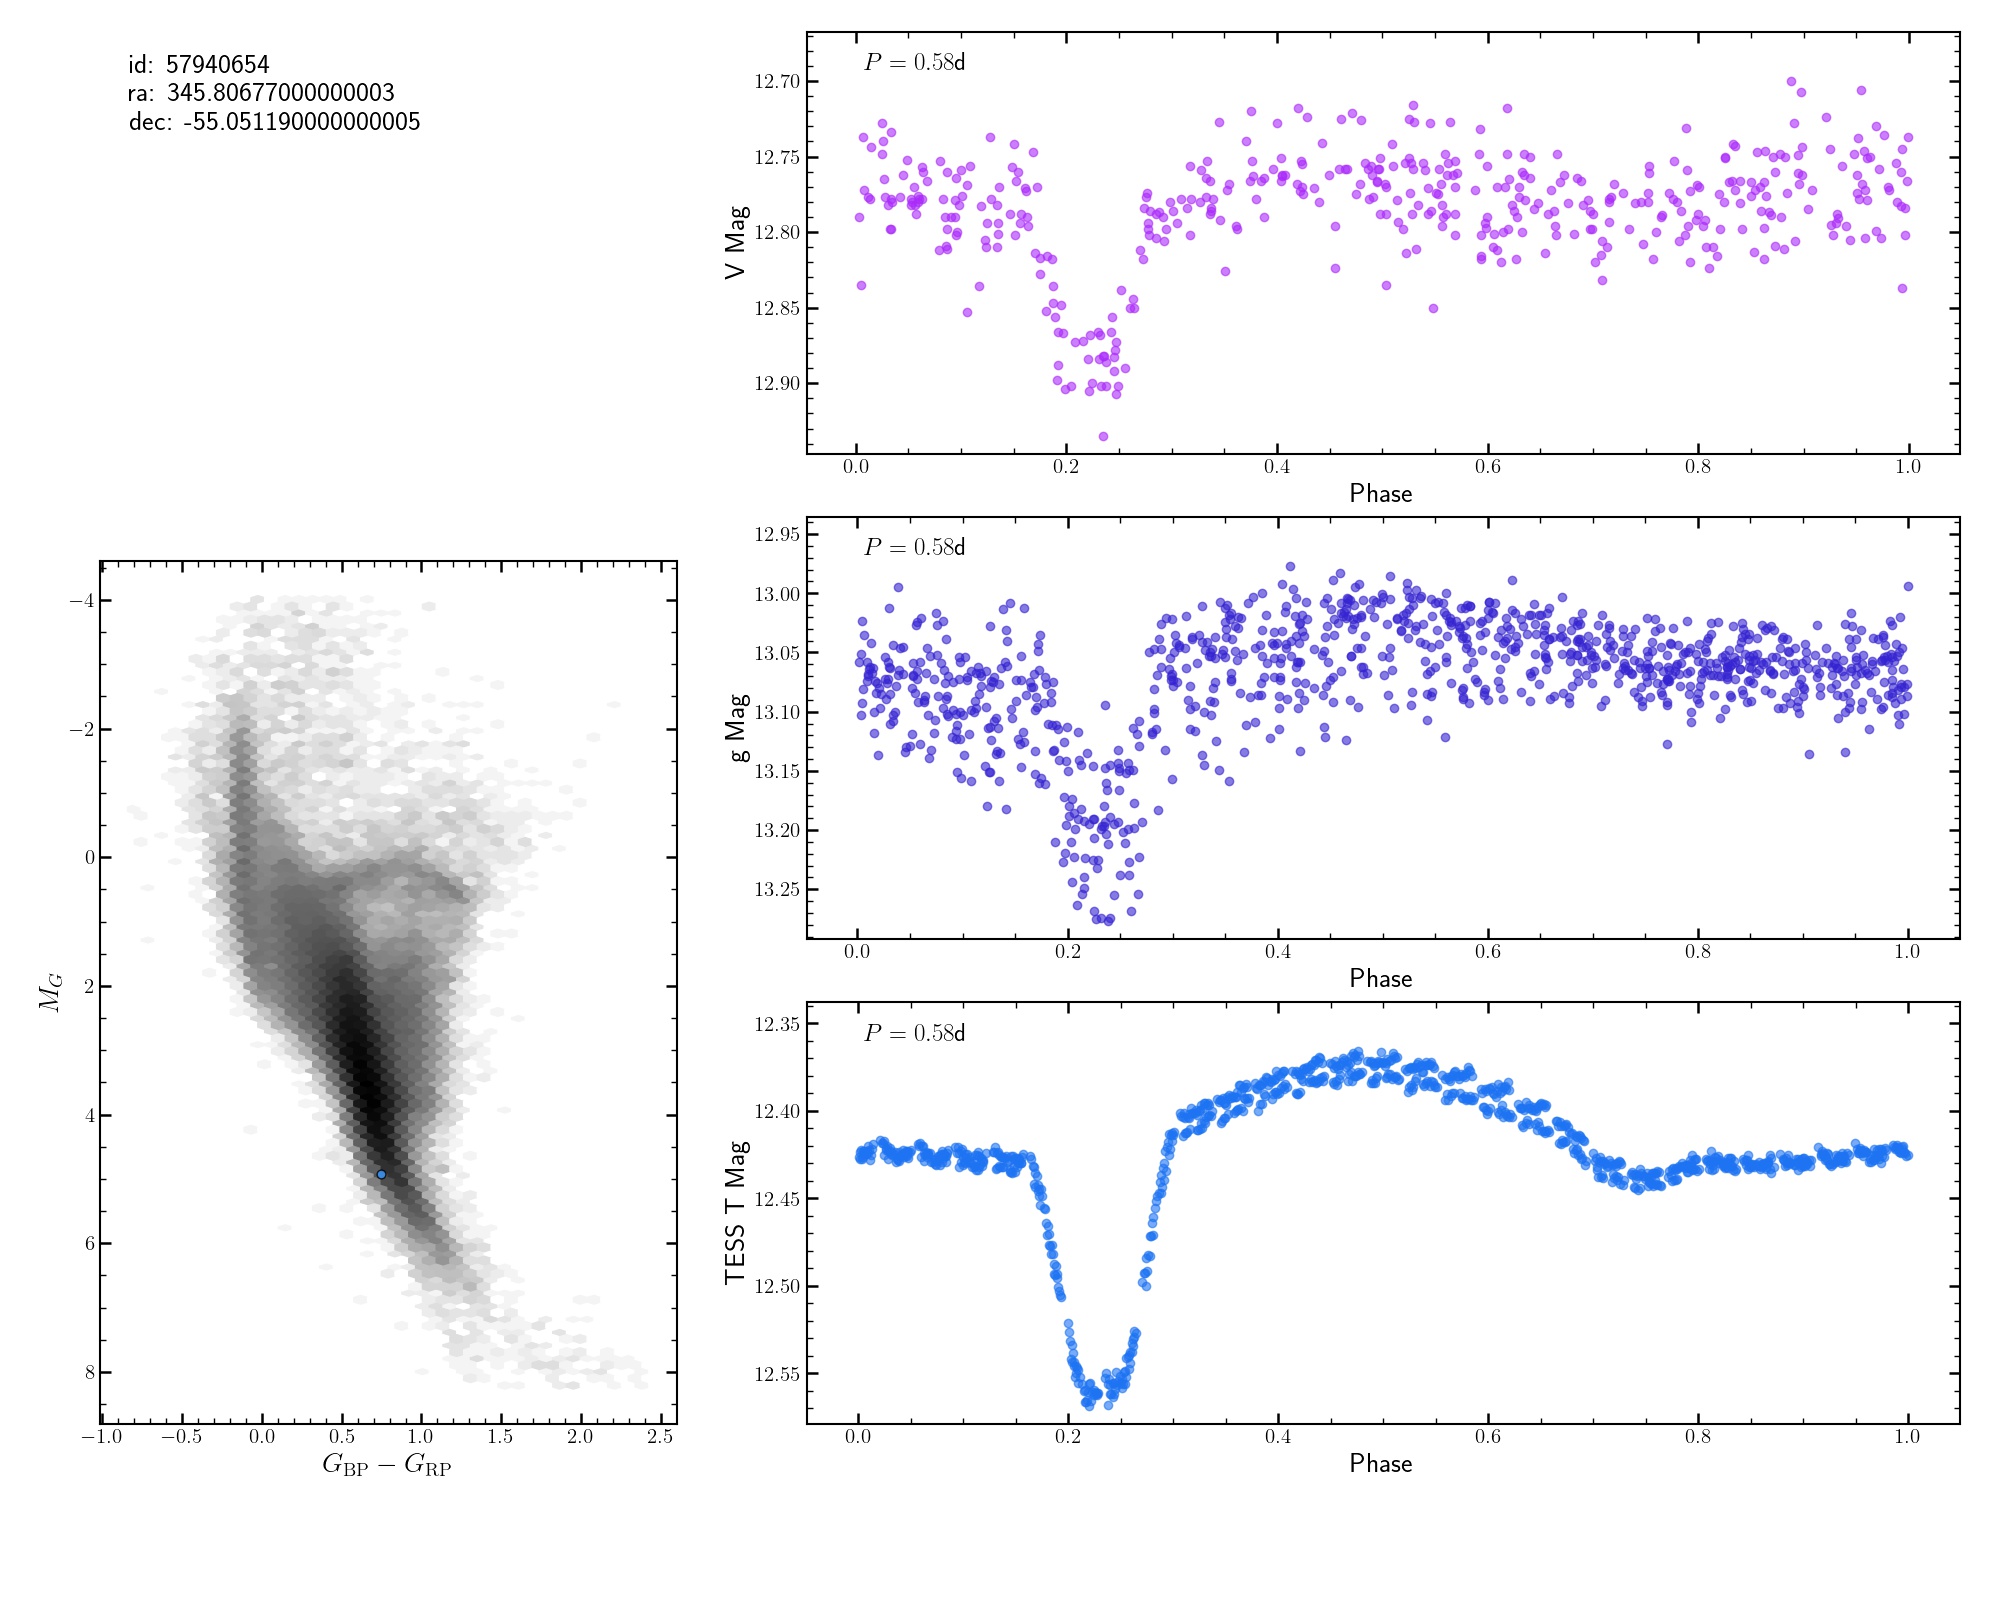 id: 57940654
ra: 345.80677000000003
dec: -55.051190000000005
P = 0.58d
12.70
12.75
12.80
12.85
12.90
V Mag
0.0 0.2 0.4 0.6 0.8 1.0
Phase
P = 0.58d
12.95
13.00
13.05
13.10
13.15
13.20
13.25
g Mag
0.0 0.2 0.4 0.6 0.8 1.0
Phase
−4
−2
0
2
4
6
8
M_G
−1.0 −0.5 0.0 0.5 1.0 1.5 2.0 2.5
G_BP − G_RP
P = 0.58d
12.35
12.40
12.45
12.50
12.55
TESS T Mag
0.0 0.2 0.4 0.6 0.8 1.0
Phase